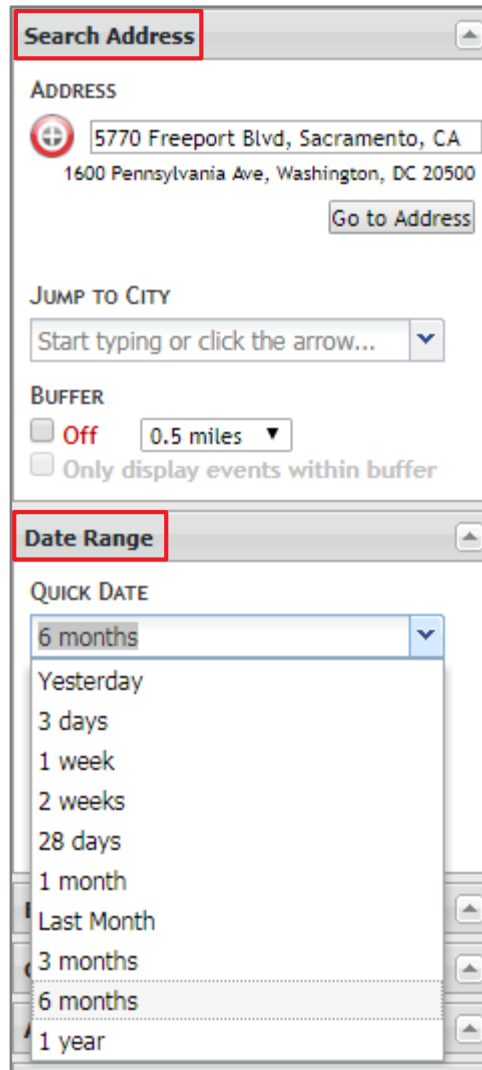 Search Address
ADDRESS
5770 Freeport Blvd, Sacramento, CA
1600 Pennsylvania Ave, Washington, DC 20500
Go to Address
JUMP TO CITY
Start typing or click the arrow...
BUFFER
Off 0.5 miles
Only display events within buffer
Date Range
QUICK DATE
6 months
Yesterday
3 days
1 week
2 weeks
28 days
1 month
Last Month
3 months
6 months
1 year